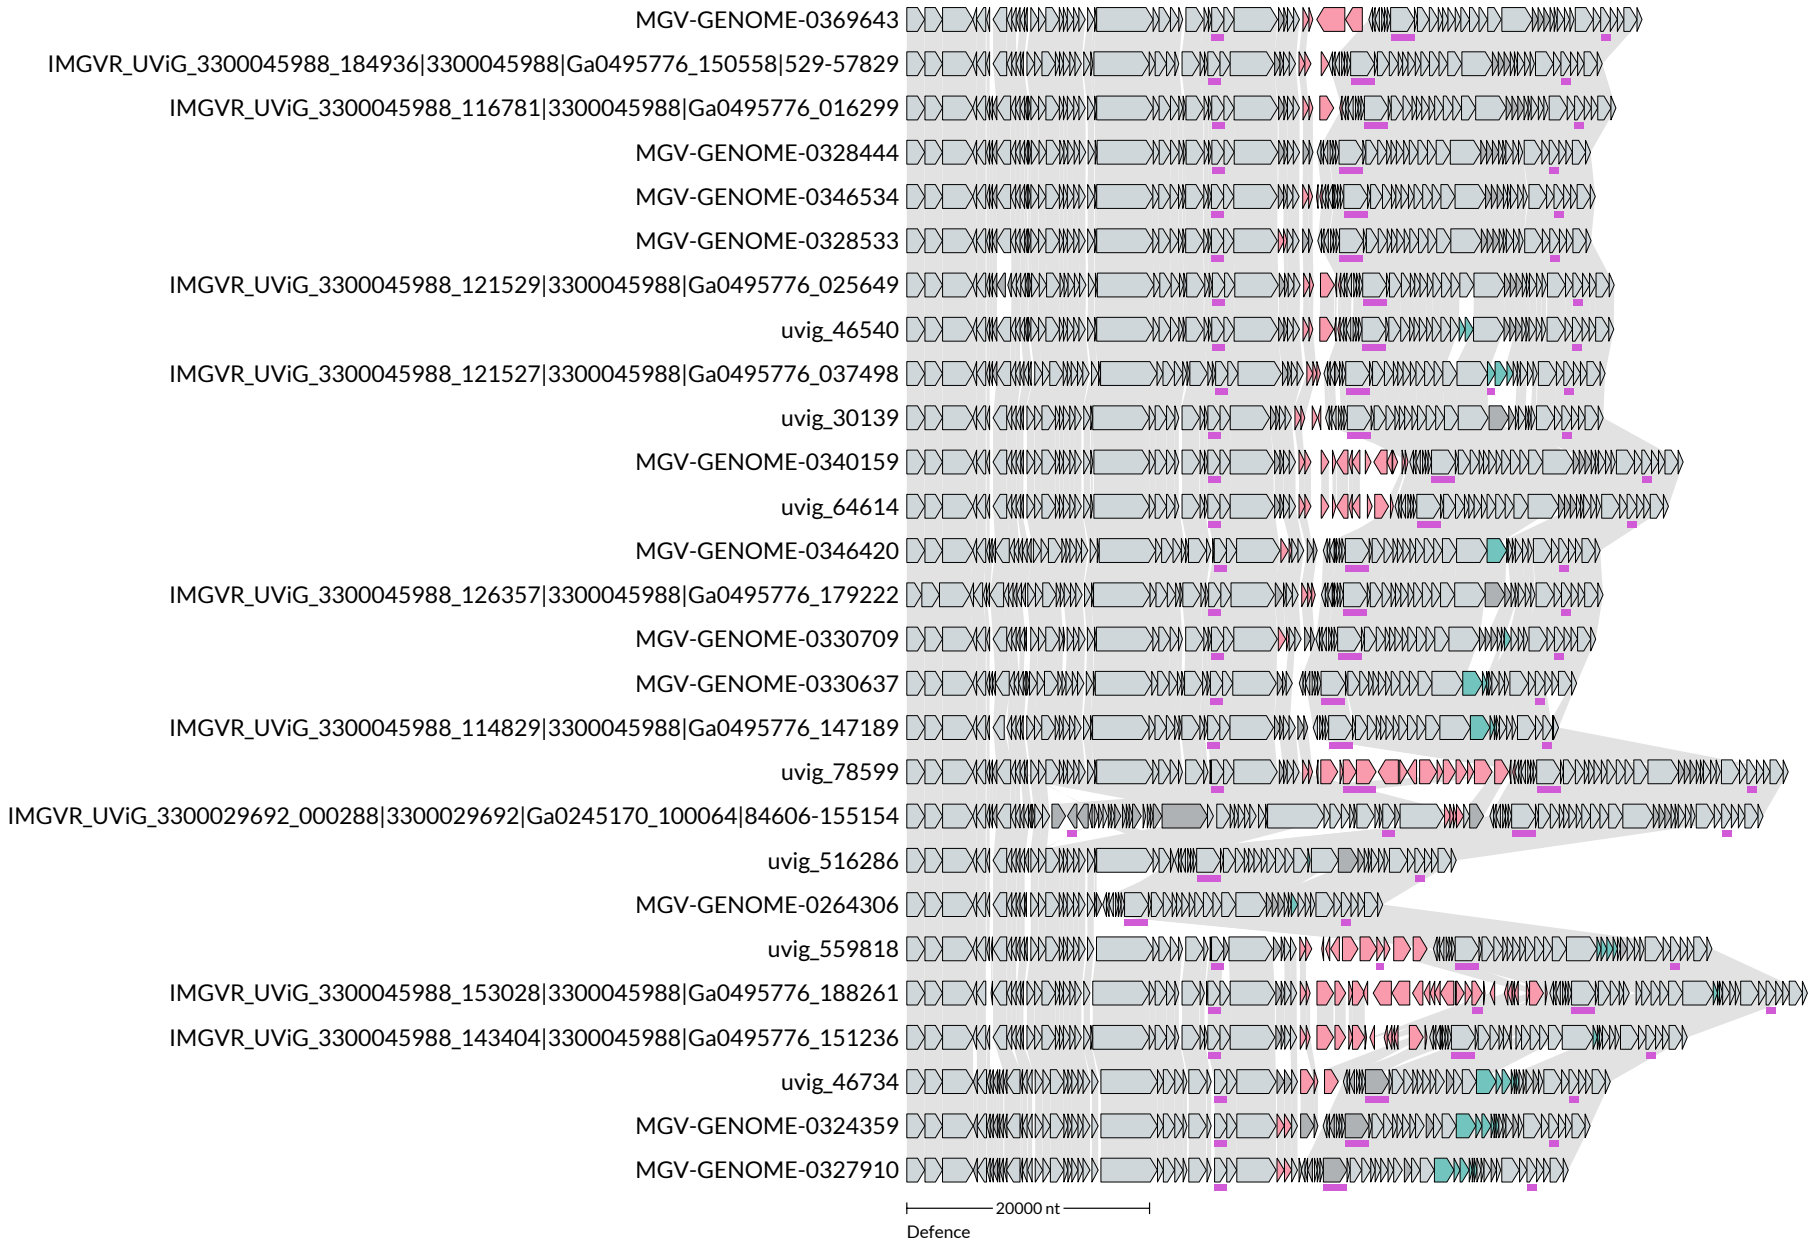 MGV-GENOME-0369643
IMGVR_UViG_3300045988_184936|3300045988|Ga0495776_150558|529-57829
IMGVR_UViG_3300045988_116781|3300045988|Ga0495776_016299
MGV-GENOME-0328444
MGV-GENOME-0346534
MGV-GENOME-0328533
IMGVR_UViG_3300045988_121529|3300045988|Ga0495776_025649
uvig_46540
IMGVR_UViG_3300045988_121527|3300045988|Ga0495776_037498
uvig_30139
MGV-GENOME-0340159
uvig_64614
MGV-GENOME-0346420
IMGVR_UViG_3300045988_126357|3300045988|Ga0495776_179222
MGV-GENOME-0330709
MGV-GENOME-0330637
IMGVR_UViG_3300045988_114829|3300045988|Ga0495776_147189
uvig_78599
IMGVR_UViG_3300029692_000288|3300029692|Ga0245170_100064|84606-155154
uvig_516286
MGV-GENOME-0264306
uvig_559818
IMGVR_UViG_3300045988_153028|3300045988|Ga0495776_188261
IMGVR_UViG_3300045988_143404|3300045988|Ga0495776_151236
uvig_46734
MGV-GENOME-0324359
MGV-GENOME-0327910
20000 nt
Defence